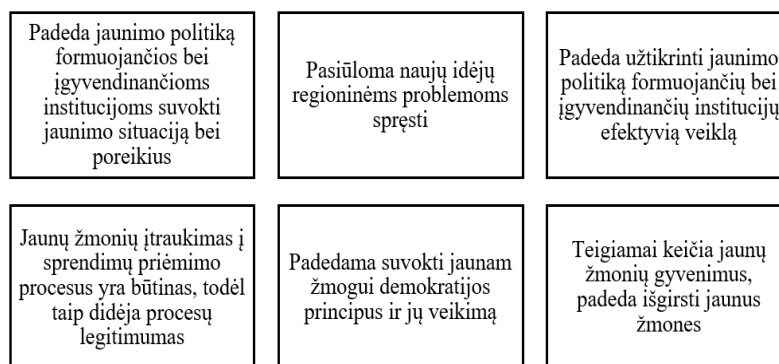 Padeda jaunimo politiką
formuojančios bei
įgyvendinančioms
institucijoms suvokti
jaunimo situaciją bei
poreikius
Pasiūloma naujų idėjų
regioninėms problemoms
spręsti
Padeda užtikrinti jaunimo
politiką formuojančių bei
įgyvendinančių institucijų
efektyvią veiklą
Jaunų žmonių įtraukimas į
sprendimų priėmimo
procesus yra būtinas, todėl
taip didėja procesų
legitimumas
Padedama suvokti jaunam
žmogui demokratijos
principus ir jų veikimą
Teigiamai keičia jaunų
žmonių gyvenimus,
padeda išgirsti jaunus
žmones